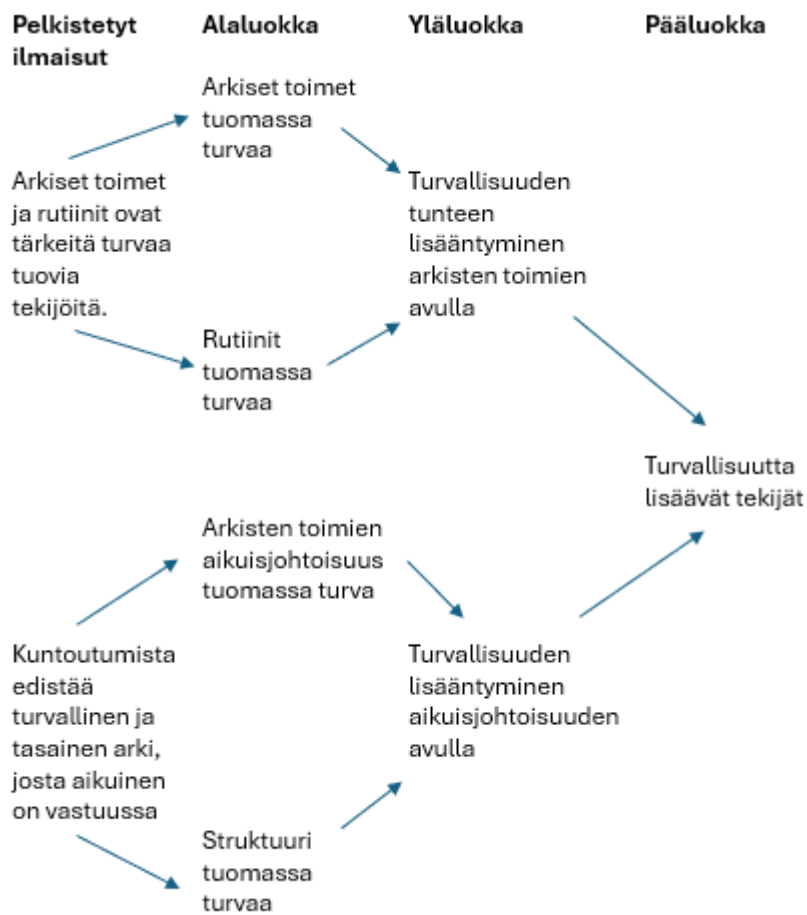 Pelkistetyt
ilmaisut
Alaluokka
Yläluokka
Pääluokka
Arkiset toimet
ja rutiinit ovat
tärkeitä turvaa
tuovia
tekijöitä.
Arkiset toimet
tuomassa
turvaa
Rutiinit
tuomassa
turvaa
Turvallisuuden
tunteen
lisääntyminen
arkisten toimien
avulla
Kuntoutumista
edistää
turvallinen ja
tasainen arki,
josta aikuinen
on vastuussa
Arkisten toimien
aikuisjohtoisuus
tuomassa turva
Struktuuri
tuomassa
turvaa
Turvallisuuden
lisääntyminen
aikuisjohtoisuuden
avulla
Turvallisuutta
lisäävät tekijät